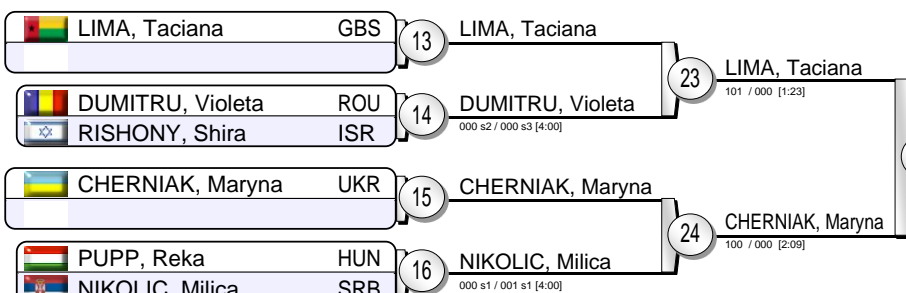 LIMA, Taciana GBS
13
LIMA, Taciana
23
LIMA, Taciana
101 / 000 [1:23]
DUMITRU, Violeta ROU
RISHONY, Shira ISR
14
DUMITRU, Violeta
000 s2 / 000 s3 [4:00]
CHERNIAK, Maryna UKR
15
CHERNIAK, Maryna
24
CHERNIAK, Maryna
100 / 000 [2:09]
PUPP, Reka HUN
NIKOLIC, Milica SRB
16
NIKOLIC, Milica
000 s1 / 001 s1 [4:00]